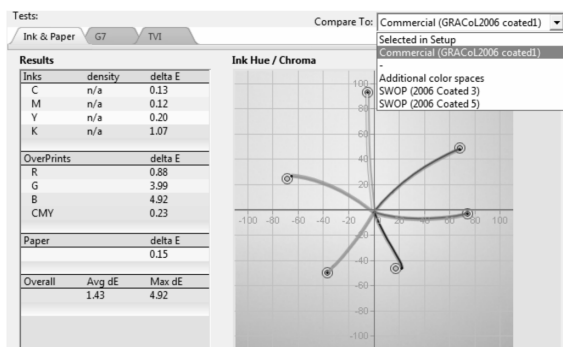 Tests:
Compare To: Commercial (GRACoL2006 coated1)
Selected in Setup
Commercial (GRACoL2006 coated1)
-
Additional color spaces
SWOP (2006 Coated 3)
SWOP (2006 Coated 5)
Ink & Paper G7 TVI
Results
Inks density delta E
C n/a 0.13
M n/a 0.12
Y n/a 0.20
K n/a 1.07
OverPrints delta E
R 0.88
G 3.99
B 4.92
CMY 0.23
Paper delta E
0.15
Overall Avg dE Max dE
1.43 4.92
Ink Hue / Chroma
100
80
60
40
20
-100 -80 -60 -40 -20 20 40 60 80 100
-20
-40
-60
-80
-100